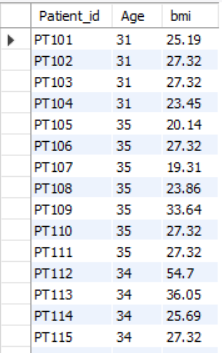 Patient_id Age bmi
PT101 31 25.19
PT102 31 27.32
PT103 31 27.32
PT104 31 23.45
PT105 35 20.14
PT106 35 27.32
PT107 35 19.31
PT108 35 23.86
PT109 35 33.64
PT110 35 27.32
PT111 35 27.32
PT112 34 54.7
PT113 34 36.05
PT114 34 25.69
PT115 34 27.32